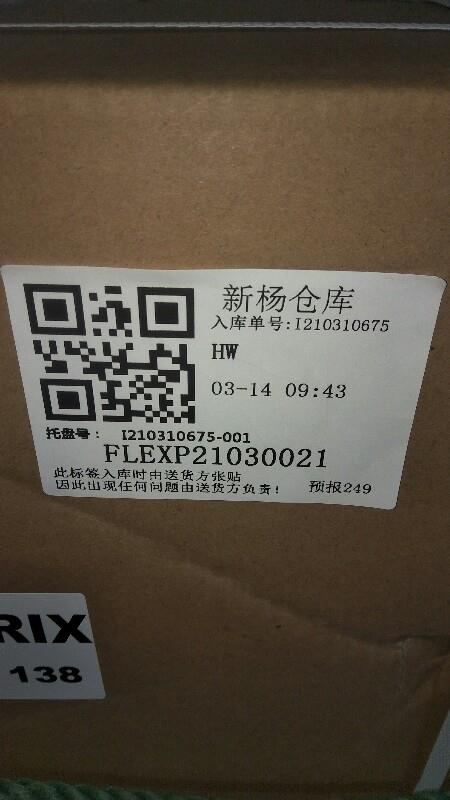 新杨仓库
入库单号:I210310675
HW
03-14 09:43
托盘号: I210310675-001
FLEXP21030021
此标签入库时由送货方张贴
因此出现任何问题由送货方负责! 预报249
RIX
138